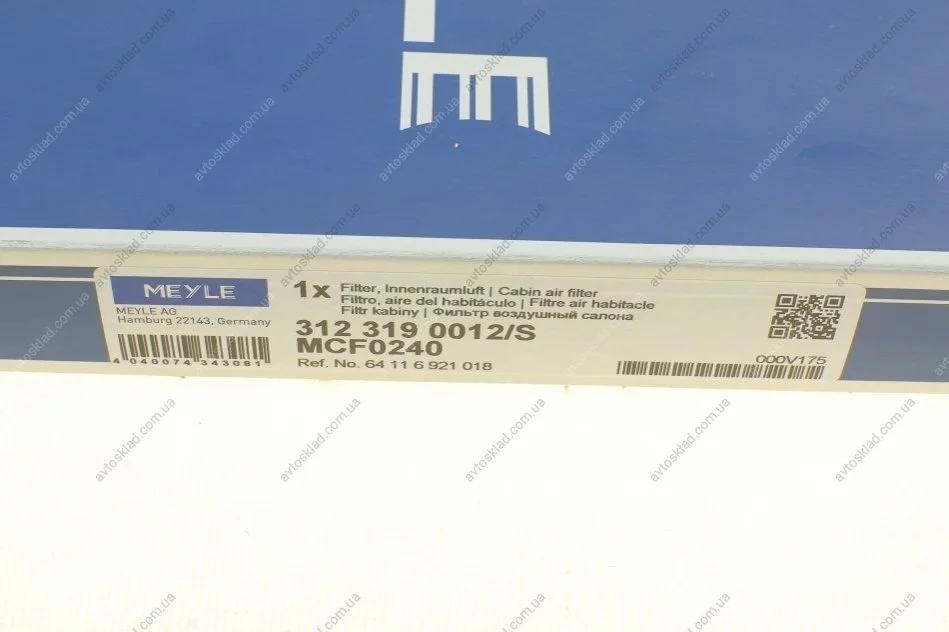 E
MEYLE
MEYLE AG
Hamburg 22143, Germany
4 040074 343081
1x
Filter, Innenraumluft | Cabin air filter
Filtro, aire del habitáculo | Filtre air habitacle
Filtr kabiny | Фильтр воздушный салона
312 319 0012/S
MCF0240
Ref. No. 64 11 6 921 018
000V175
avtosklad.com.ua